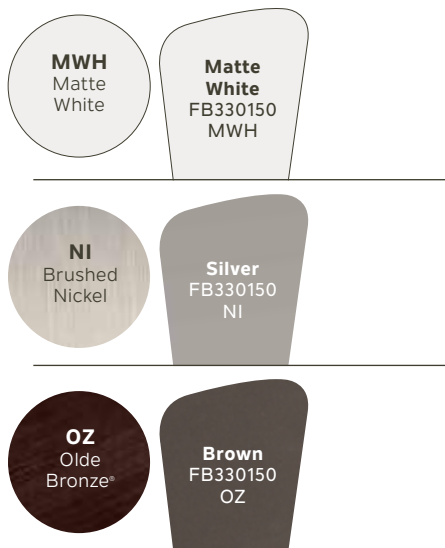 MWH
Matte
White
Matte
White
FB330150
MWH
NI
Brushed
Nickel
Silver
FB330150
NI
OZ
Olde
Bronze®
Brown
FB330150
OZ